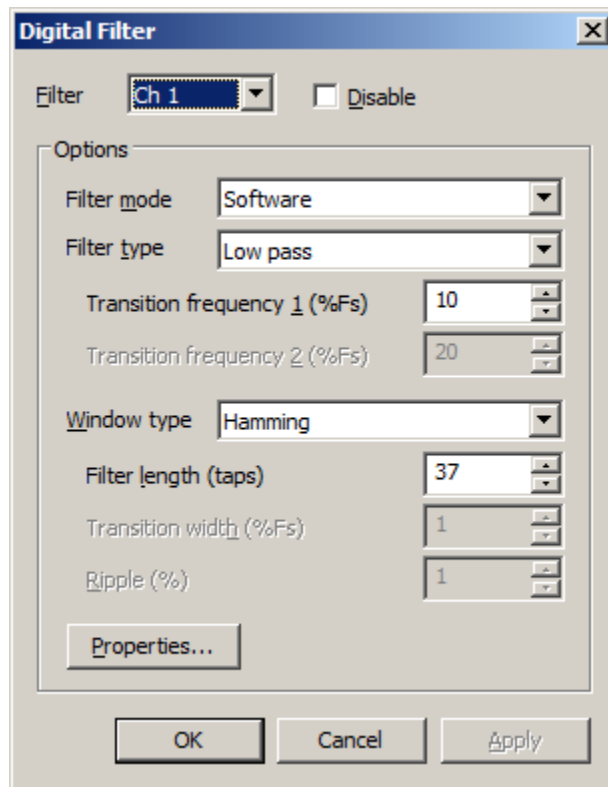 Digital Filter
Filter Ch 1 Disable
Options
Filter mode Software
Filter type Low pass
Transition frequency 1 (%Fs) 10
Transition frequency 2 (%Fs) 20
Window type Hamming
Filter length (taps) 37
Transition width (%Fs) 1
Ripple (%) 1
Properties...
OK Cancel Apply